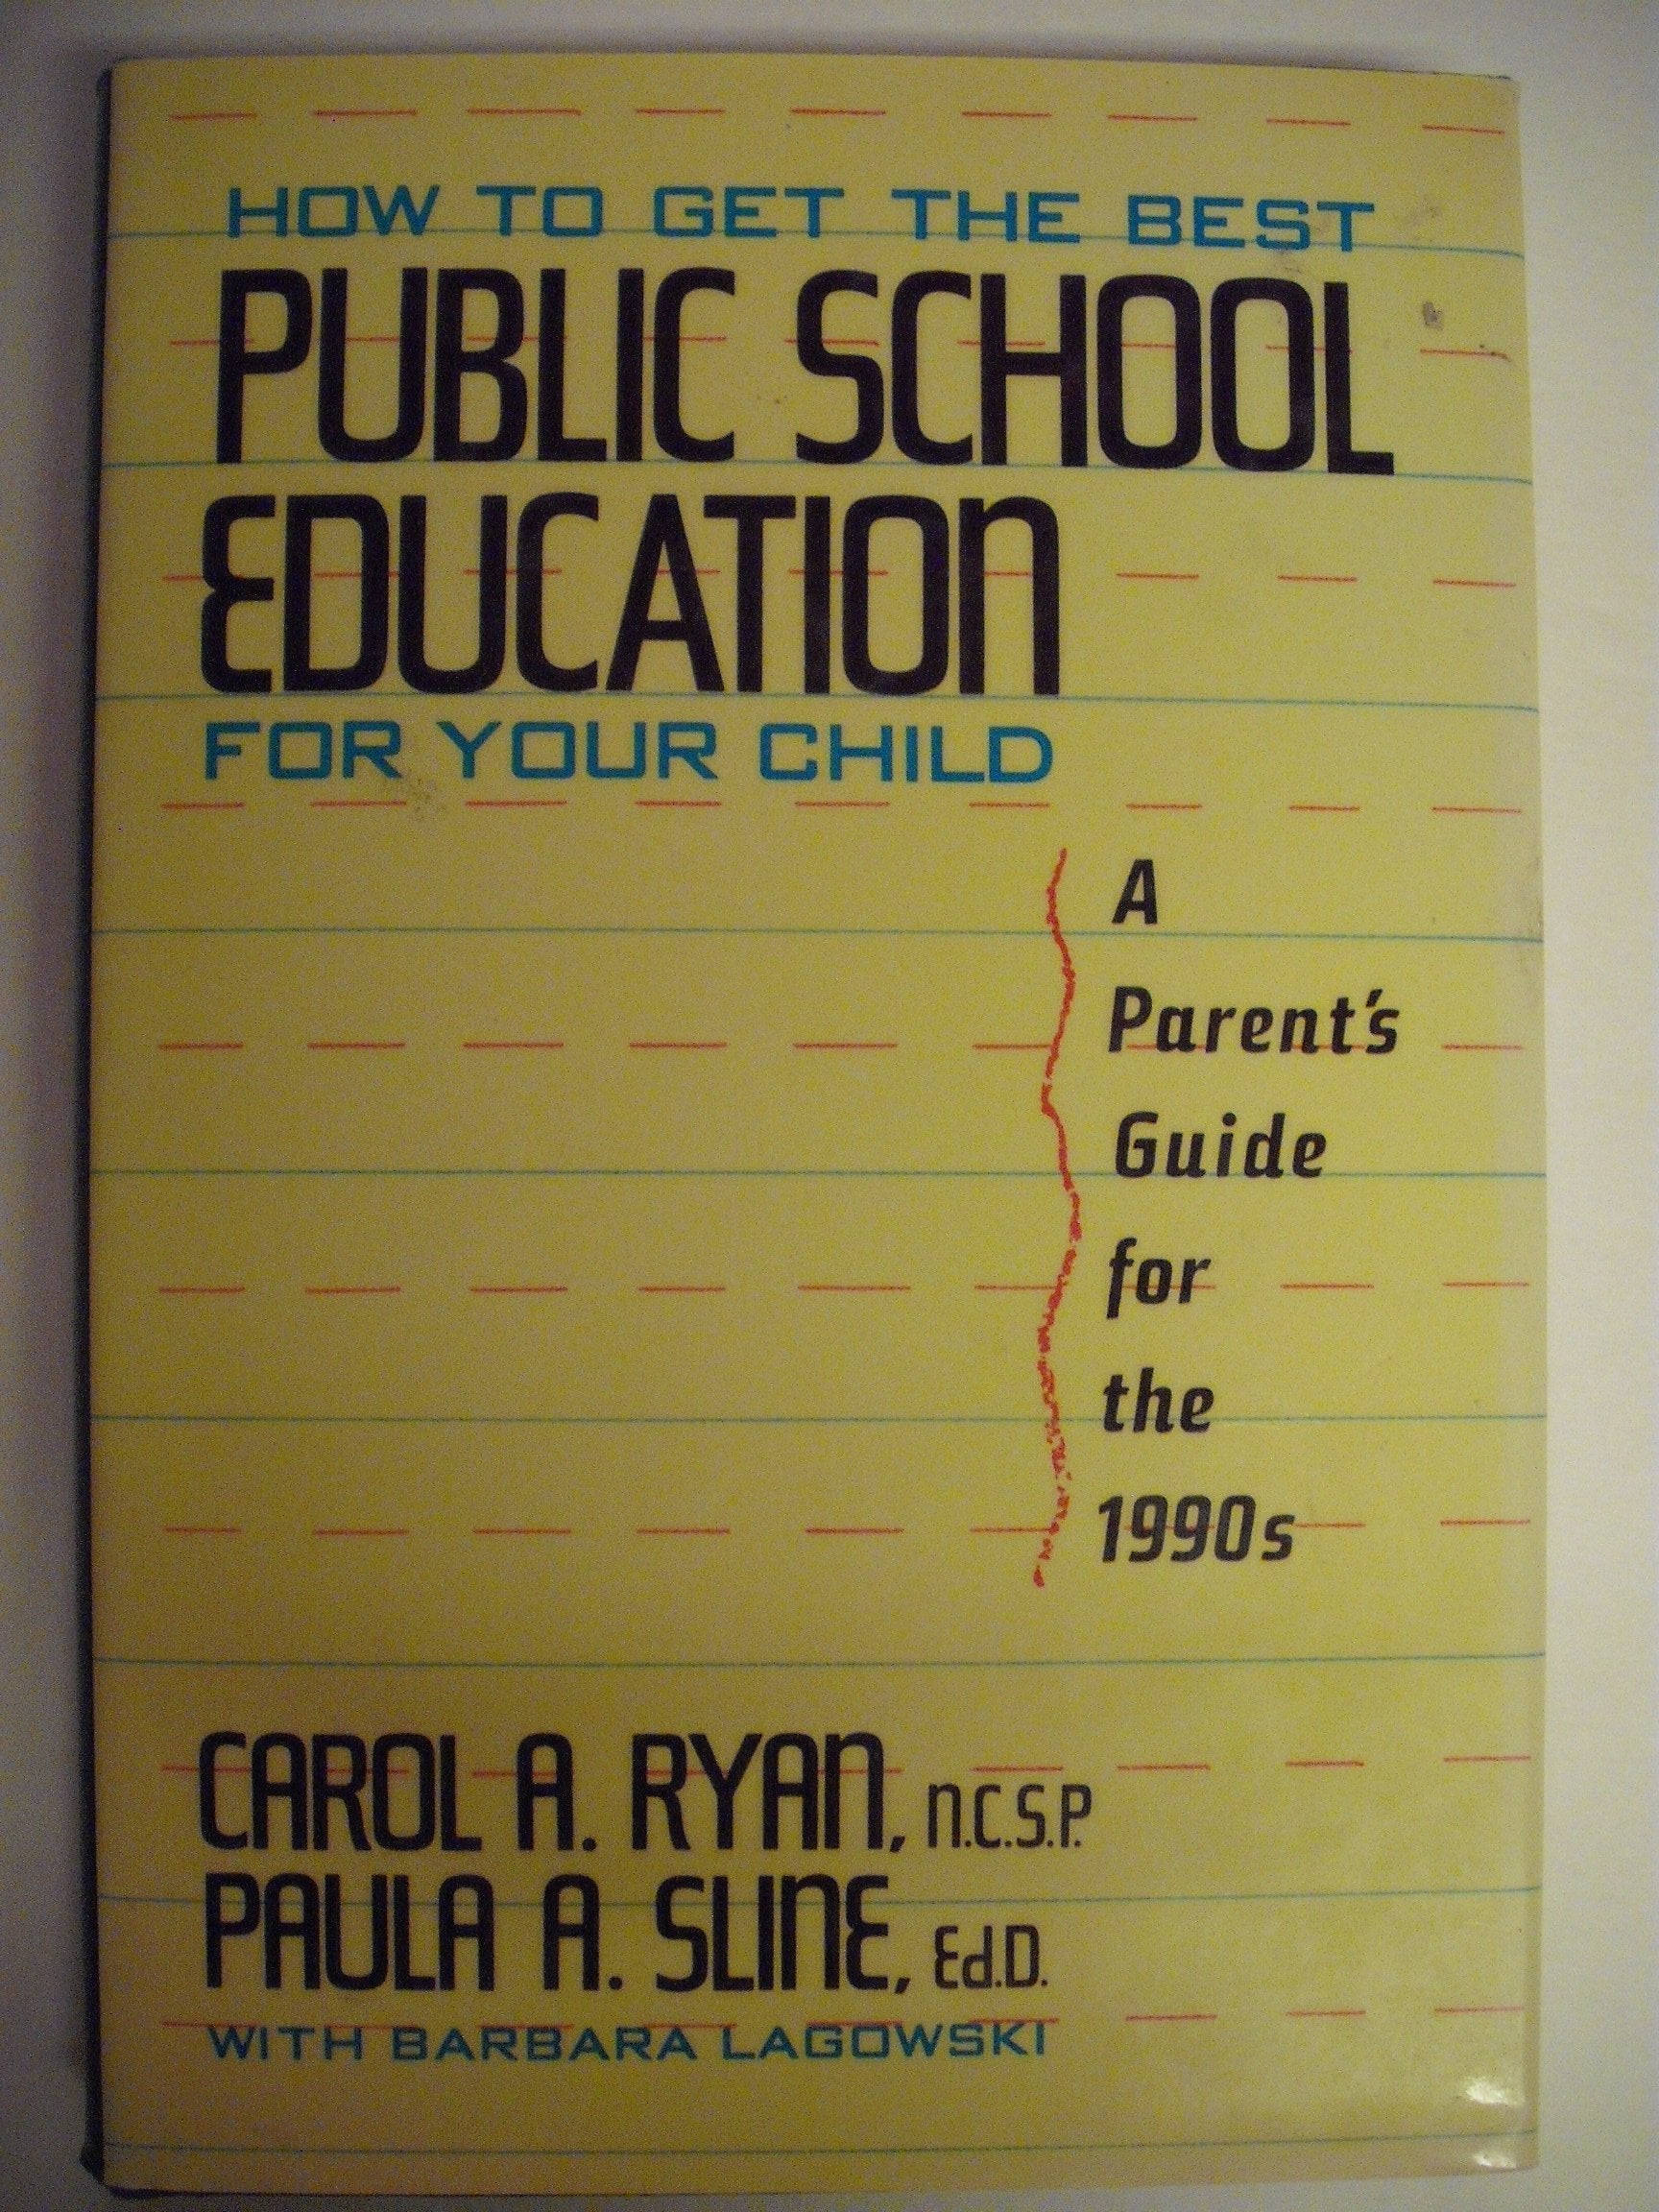 HOW TO GET THE BEST
PUBLIC SCHOOL
EDUCATION
FOR YOUR CHILD
A
Parent's
Guide
for
the
1990s
CAROL A. RYAN, N.C.S.P.
PAULA A. SLINE, Ed.D.
WITH BARBARA LAGOWSKI